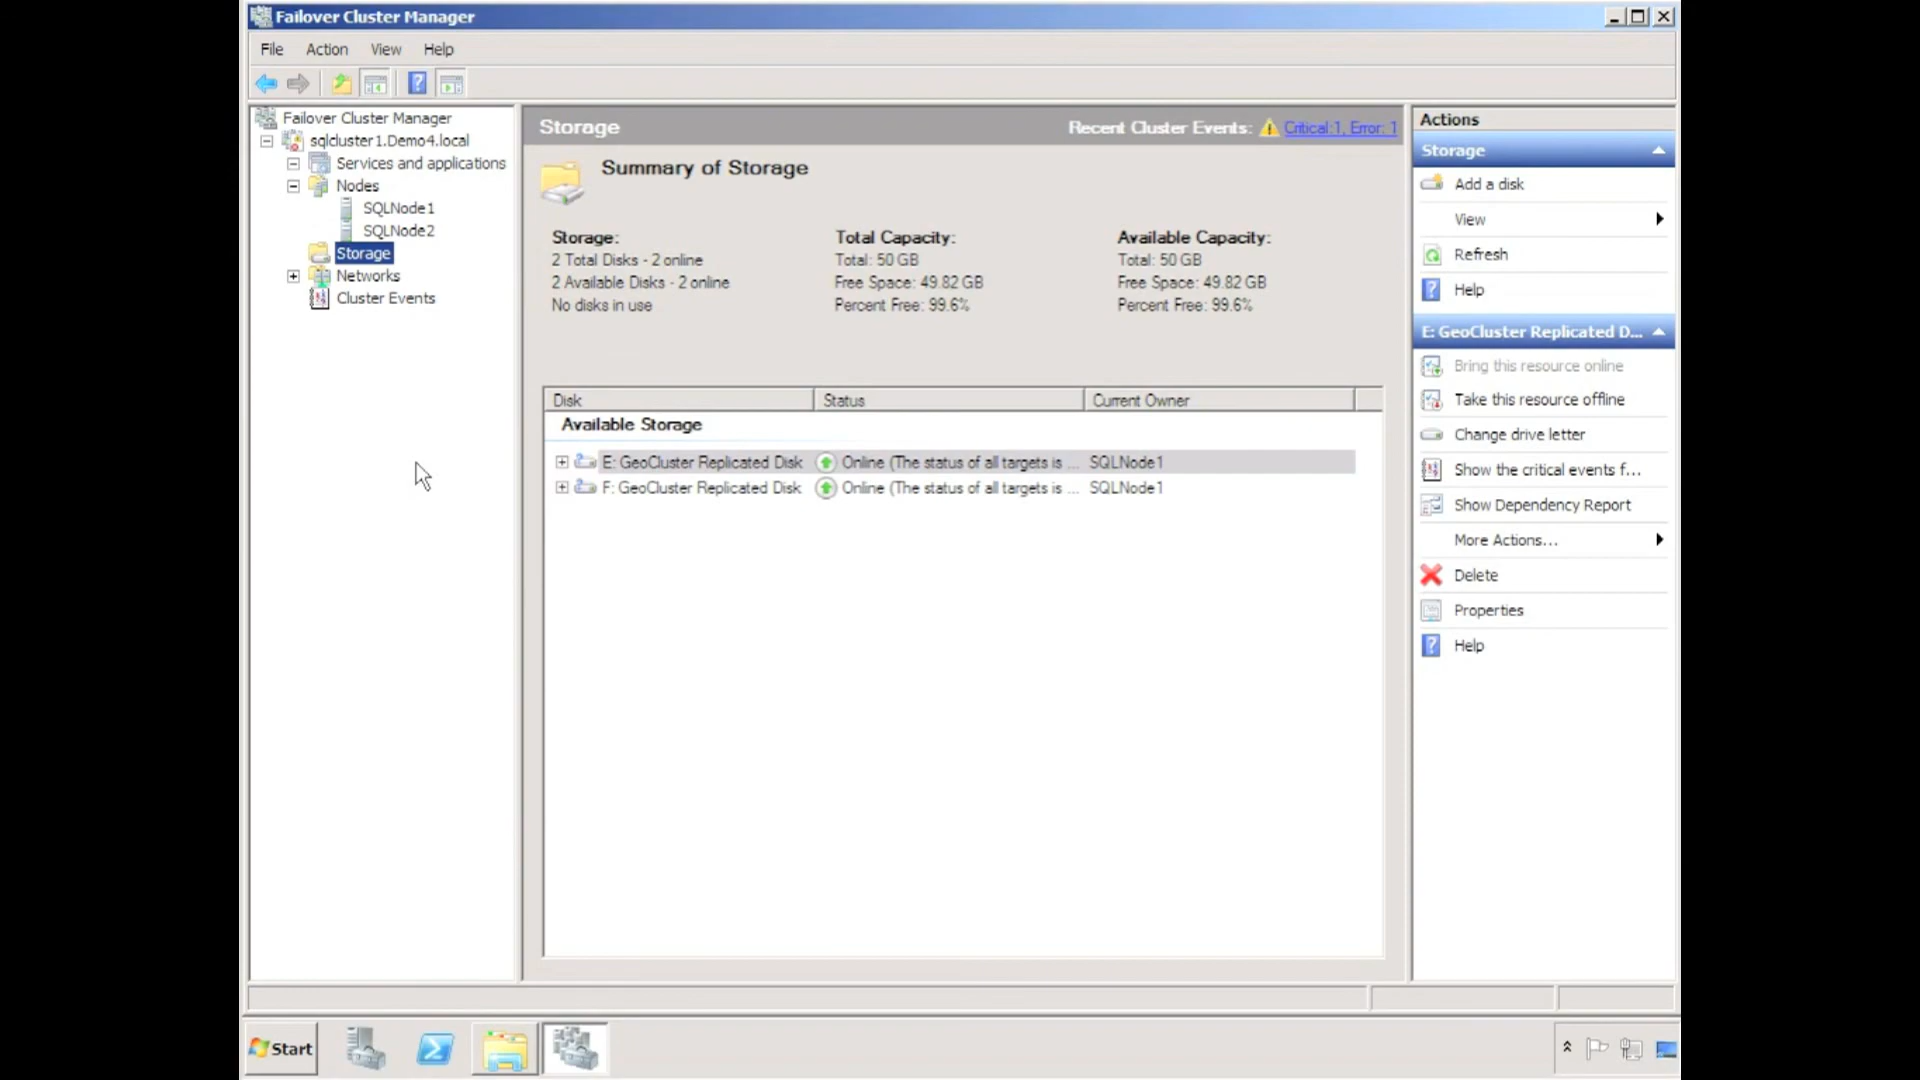 Failover Cluster Manager
File Action View Help
Failover Cluster Manager
sqlcluster1.Demo4.local
Services and applications
Nodes
SQLNode1
SQLNode2
Storage
Networks
Cluster Events
Storage
Recent Cluster Events: Critical:1, Error: 1
Summary of Storage
Storage:
2 Total Disks - 2 online
2 Available Disks - 2 online
No disks in use
Total Capacity:
Total: 50 GB
Free Space: 49.82 GB
Percent Free: 99.6%
Available Capacity:
Total: 50 GB
Free Space: 49.82 GB
Percent Free: 99.6%
Disk Status Current Owner
Available Storage
E: GeoCluster Replicated Disk Online (The status of all targets is ... SQLNode1
F: GeoCluster Replicated Disk Online (The status of all targets is ... SQLNode1
Actions
Storage
Add a disk
View
Refresh
Help
E: GeoCluster Replicated D...
Bring this resource online
Take this resource offline
Change drive letter
Show the critical events f...
Show Dependency Report
More Actions...
Delete
Properties
Help
Start